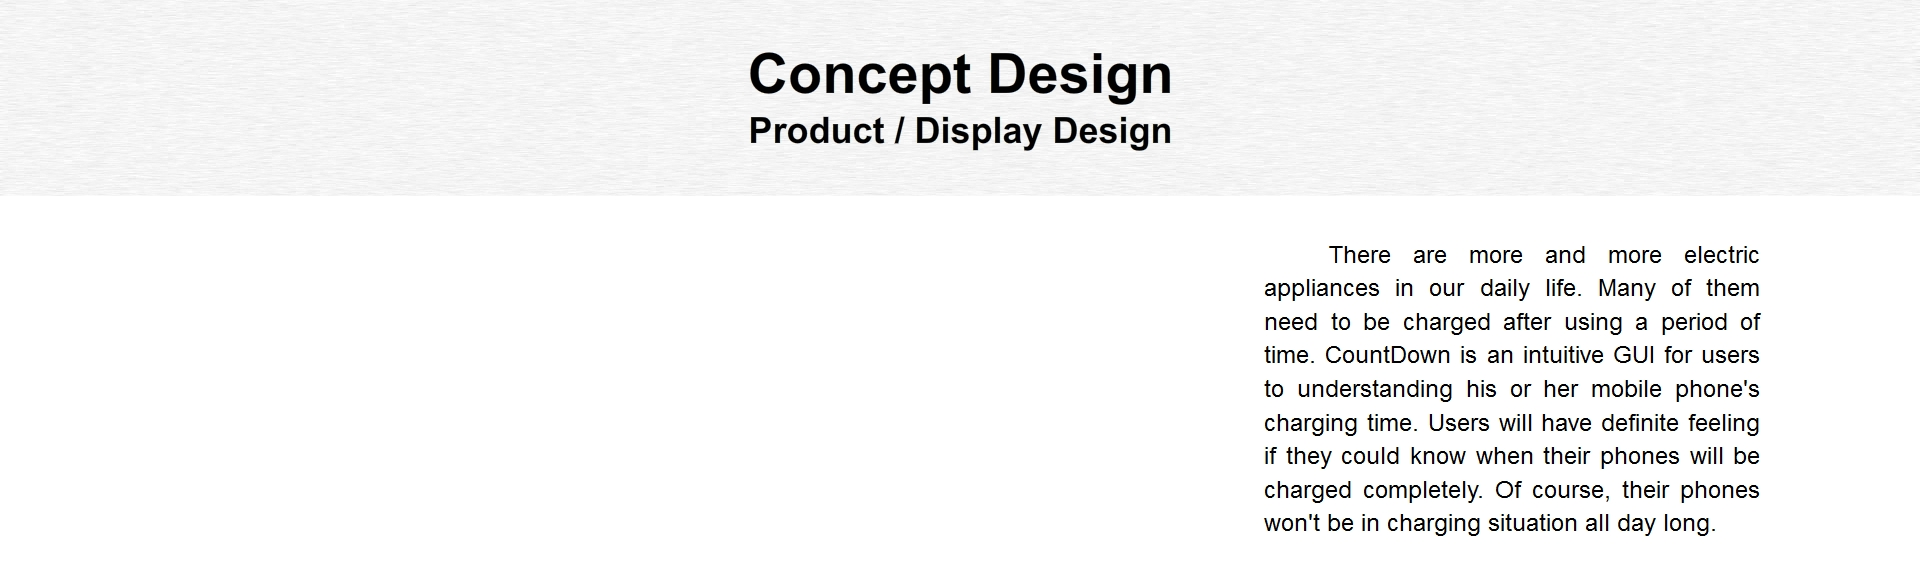 Concept Design
Product / Display Design
There are more and more electric
appliances in our daily life. Many of them
need to be charged after using a period of
time. CountDown is an intuitive GUI for users
to understanding his or her mobile phone's
charging time. Users will have definite feeling
if they could know when their phones will be
charged completely. Of course, their phones
won't be in charging situation all day long.